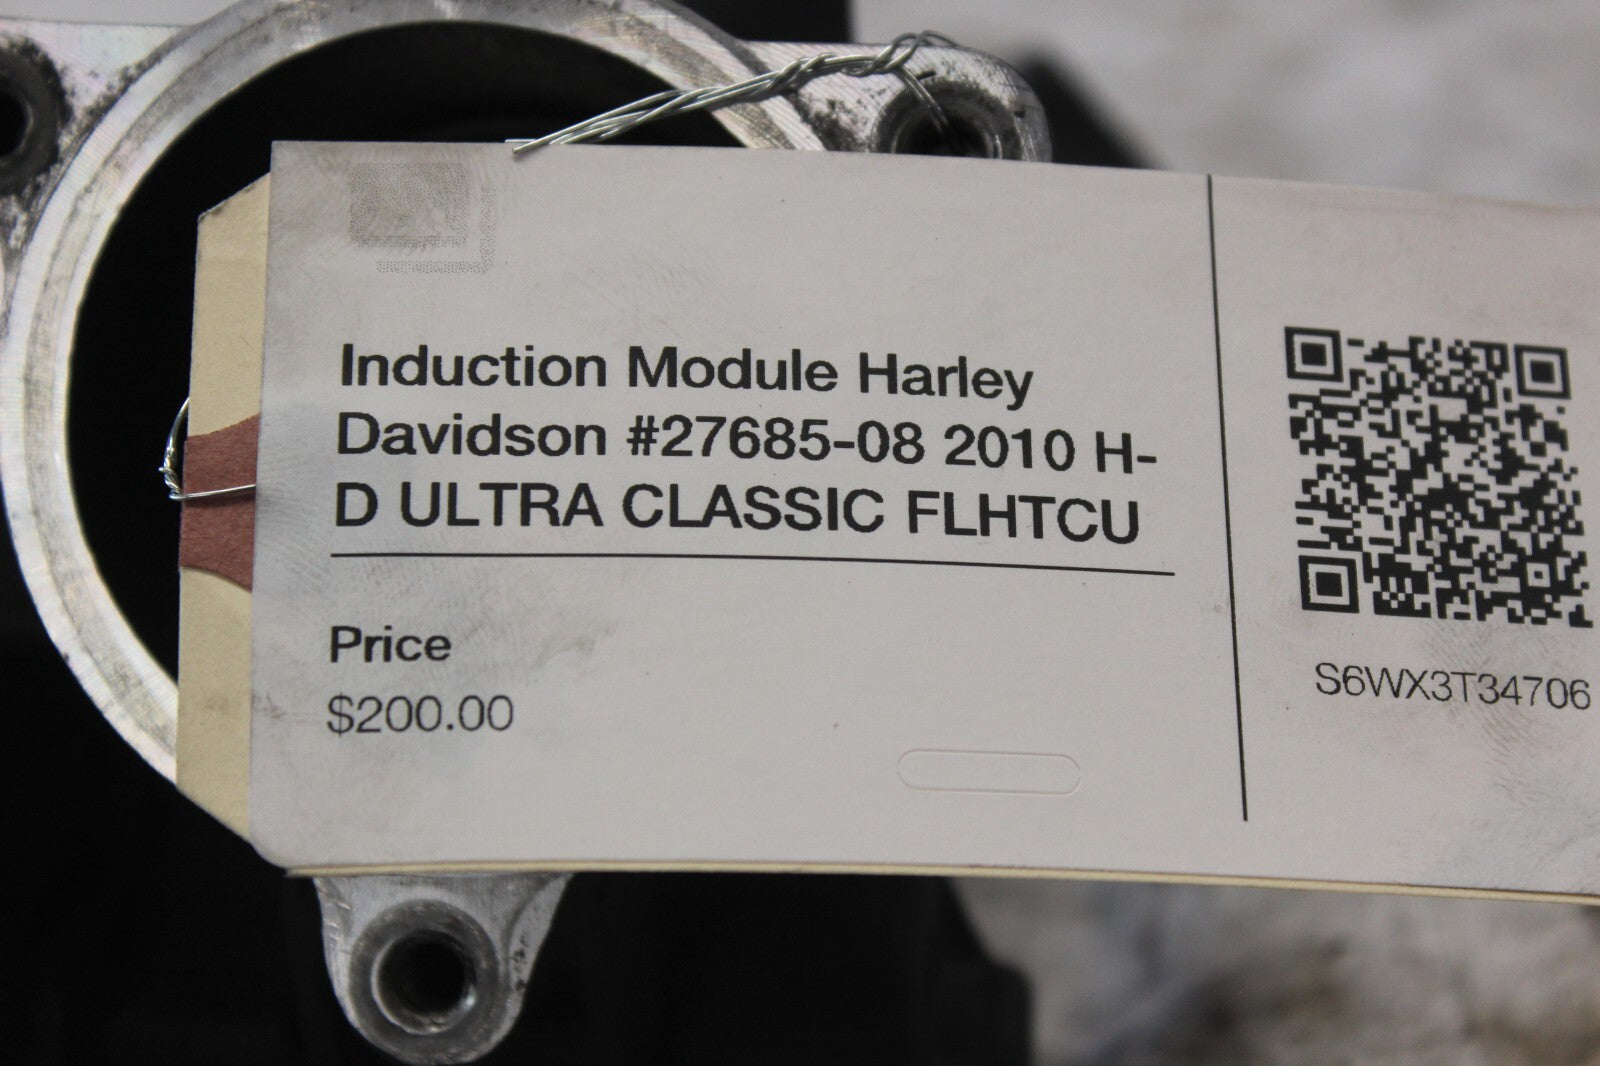 Induction Module Harley
Davidson #27685-08 2010 H-
D ULTRA CLASSIC FLHTCU
Price
$200.00
S6WX3T34706